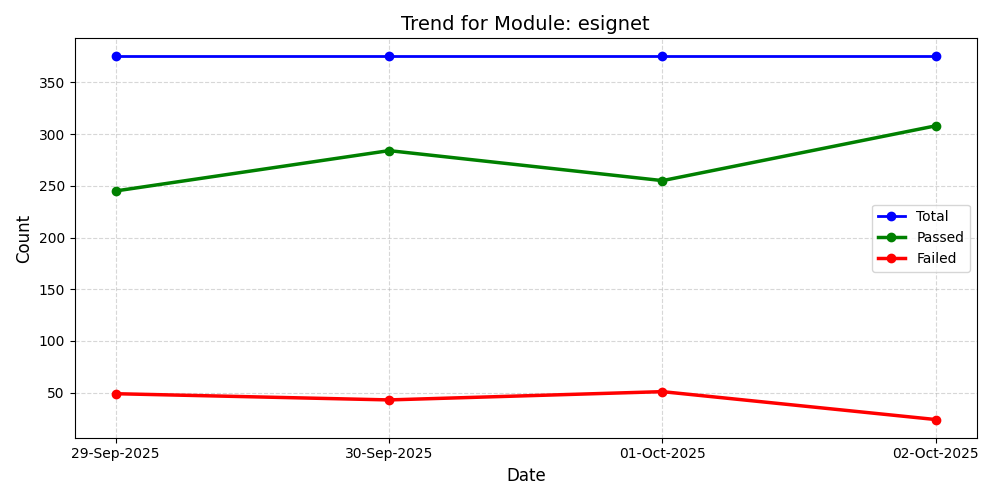 Trend for Module: esignet
Count
350
300
250
200
150
100
50
Total
Passed
Failed
29-Sep-2025 30-Sep-2025 01-Oct-2025 02-Oct-2025
Date